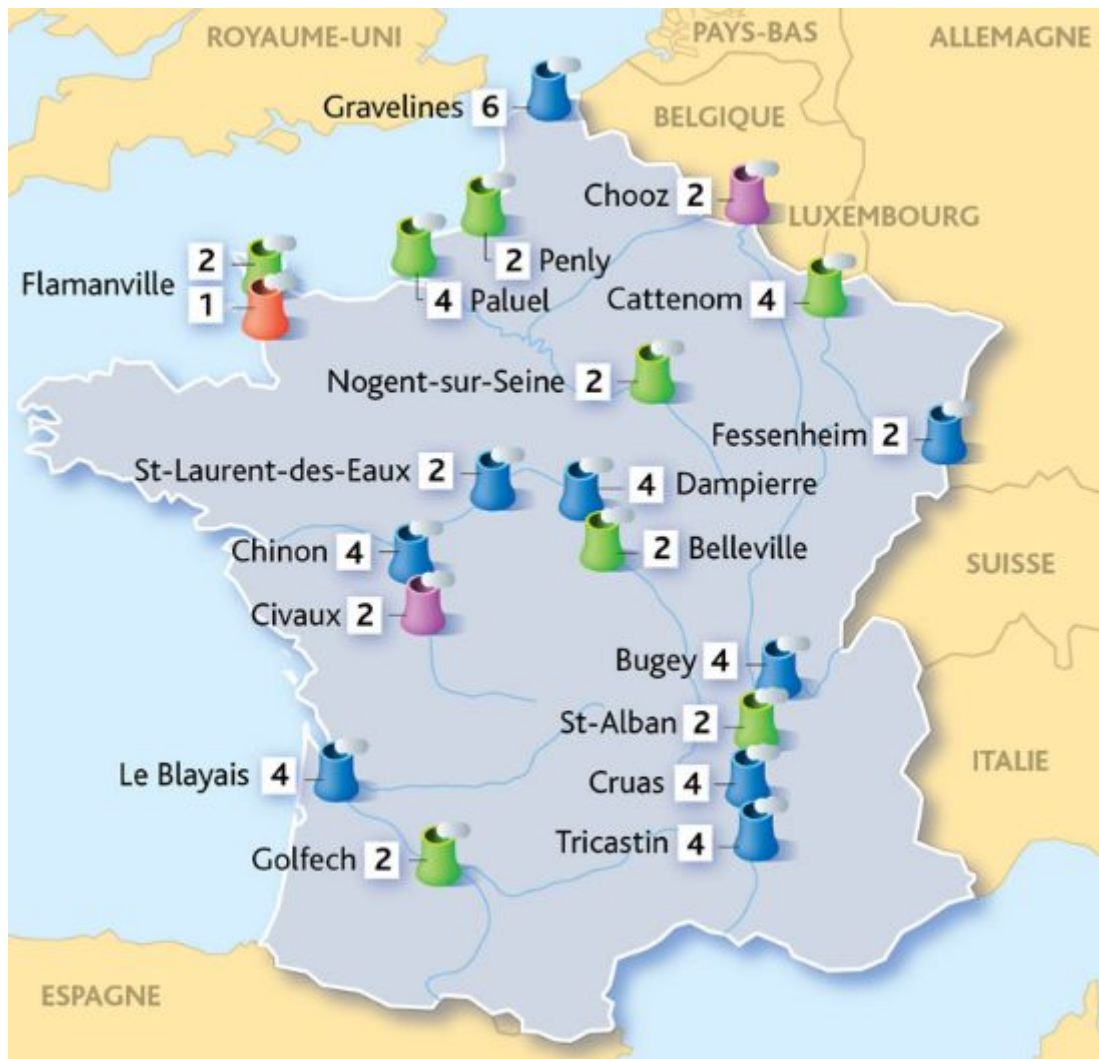 ROYAUME-UNI
PAYS-BAS
ALLEMAGNE
Gravelines 6
BELGIQUE
Chooz 2
LUXEMBOURG
2
Flamanville
1
2 Penly
4 Paluel
Cattenom 4
Nogent-sur-Seine 2
Fessenheim 2
St-Laurent-des-Eaux 2
4 Dampierre
Chinon 4
2 Belleville
SUISSE
Civaux 2
Bugey 4
St-Alban 2
ITALIE
Le Blayais 4
Cruas 4
Tricastin 4
Golfech 2
ESPAGNE